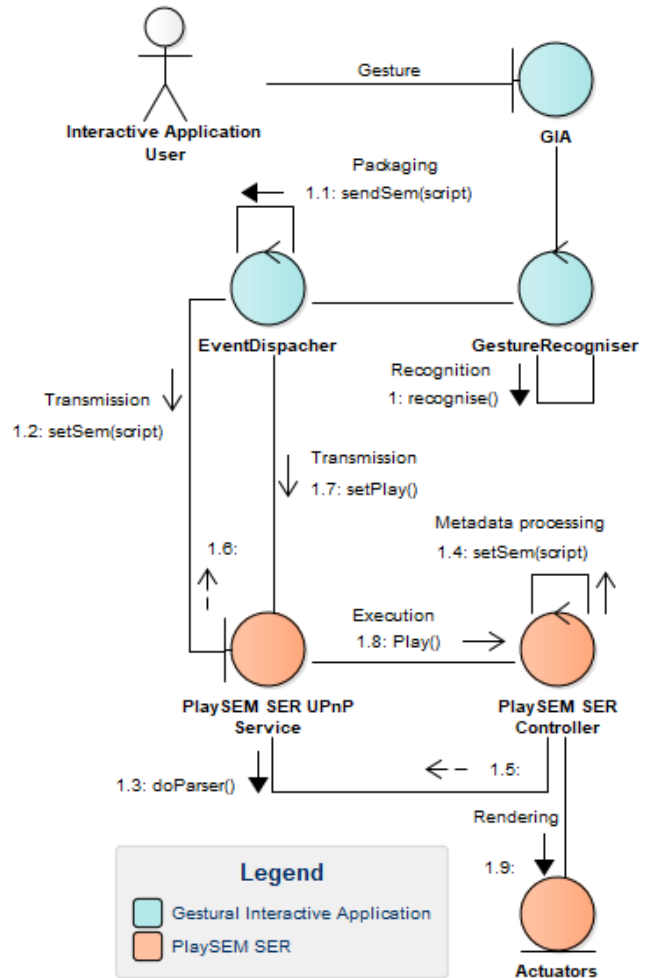 Gesture
Interactive Application
User
GIA
Packaging
1.1: sendSem(script)
EventDispacher
GestureRecogniser
Recognition
1: recognise()
Transmission
1.2: setSem(script)
Transmission
1.7: setPlay()
Metadata processing
1.4: setSem(script)
1.6:
Execution
1.8: Play()
PlaySEM SER UPnP
Service
PlaySEM SER
Controller
1.3: doParser()
1.5:
Rendering
1.9:
Legend
Gestural Interactive Application
PlaySEM SER
Actuators